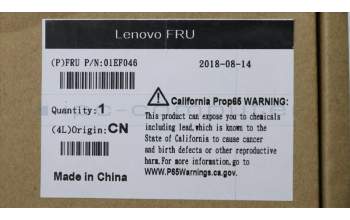 Lenovo FRU
(P)FRU P/N:01EF046
2018-08-14
Quantity:1
(4L)Origin:CN
Made in China
California Prop65 WARNING:
This product can expose you to chemicals
including lead,which is known to the
State of California to cause cancer
and birth defects or other reproductive
harm.For more information,go to
WWW.P65Warnings.ca.gov.